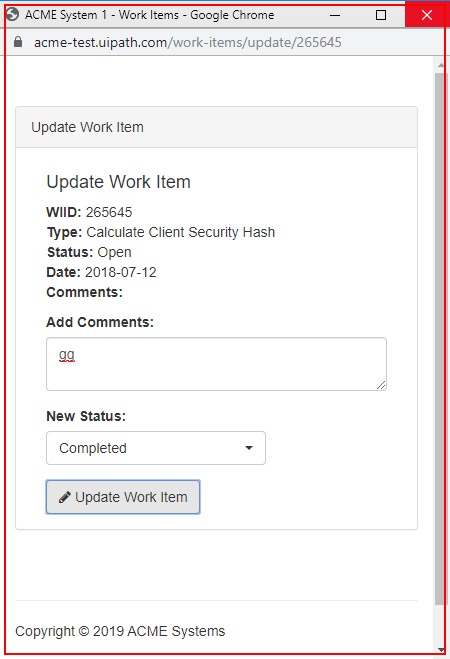 ACME System 1 - Work Items - Google Chrome
acme-test.uipath.com/work-items/update/265645
Update Work Item
Update Work Item
WIID: 265645
Type: Calculate Client Security Hash
Status: Open
Date: 2018-07-12
Comments:
Add Comments:
gg
New Status:
Completed
Update Work Item
Copyright © 2019 ACME Systems